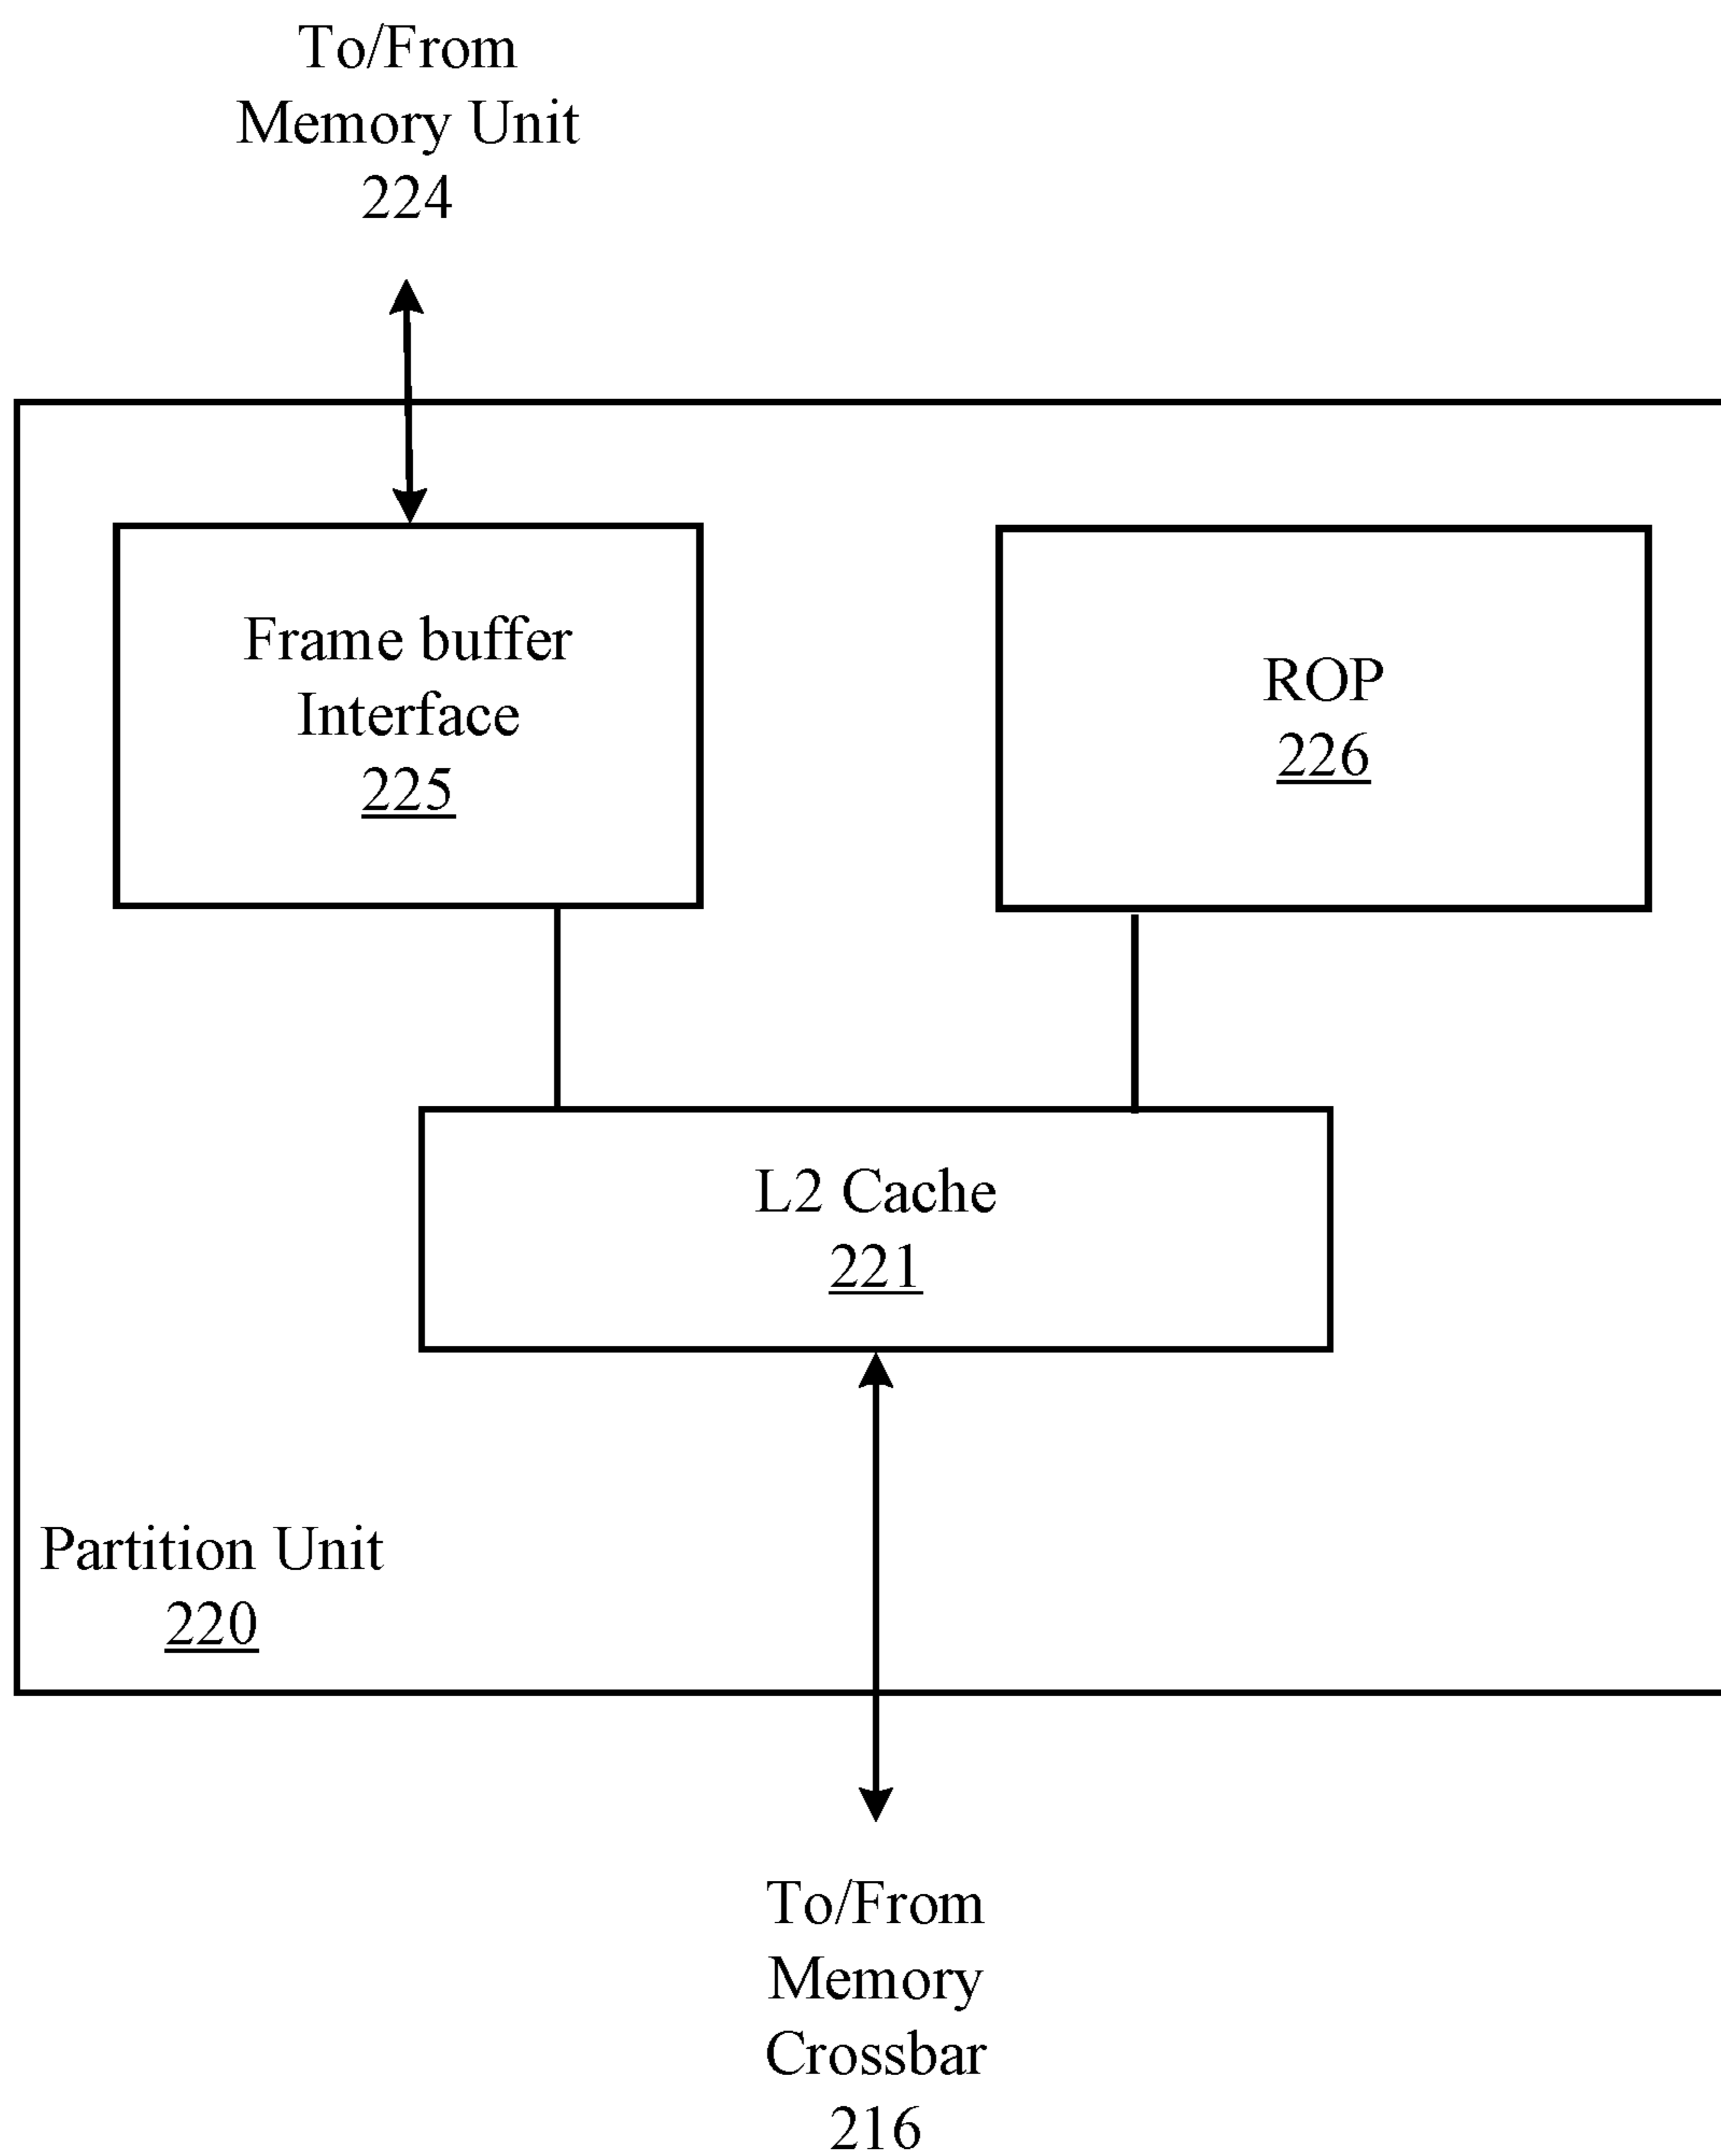 To/From
Memory Unit
224
Frame buffer
Interface
225
ROP
226
L2 Cache
221
Partition Unit
220
To/From
Memory
Crossbar
216